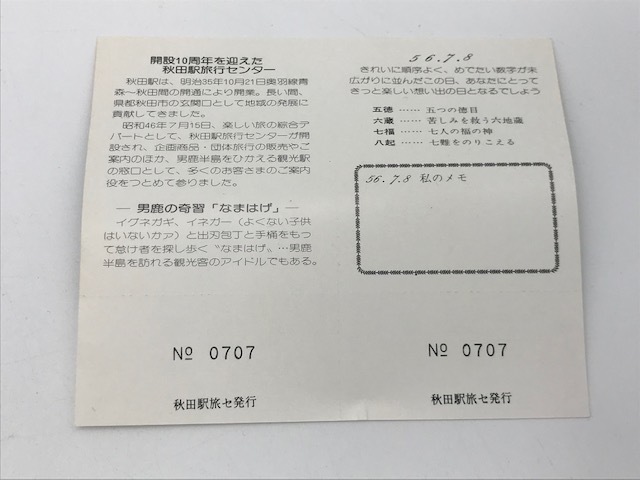 開設10周年を迎えた
秋田駅旅行センター
秋田駅は、明治35年10月21日奥羽線青
森〜秋田間の開通により開業。長い間、
県都秋田市の玄関口として地域の発展に
貢献してきました。
昭和46年7月15日、楽しい旅の総合デ
パートとして、秋田駅旅行センターが開
設され、企画商品・団体旅行の販売やご
案内のほか、男鹿半島をひかえる観光駅
の窓口として、多くのお客さまのご案内
役をつとめて参りました。
― 男鹿の奇習「なまはげ」―
イグネガギ、イネガー(よくない子供
はいないかァ)と出刃包丁と手桶をもっ
て怠け者を探し歩く〝なまはげ〟…男鹿
半島を訪れる観光客のアイドルでもある。
№ 0707
秋田駅旅セ発行
56.7.8
きれいに順序よく、めでたい数字が末
広がりに並んだこの日、あなたにとって
きっと楽しい想い出の日となるでしょう
五徳 …… 五つの徳目
六蔵 …… 苦しみを救う六地蔵
七福 …… 七人の福の神
八起 …… 七難をのりこえる
56.7.8 私のメモ
№ 0707
秋田駅旅セ発行